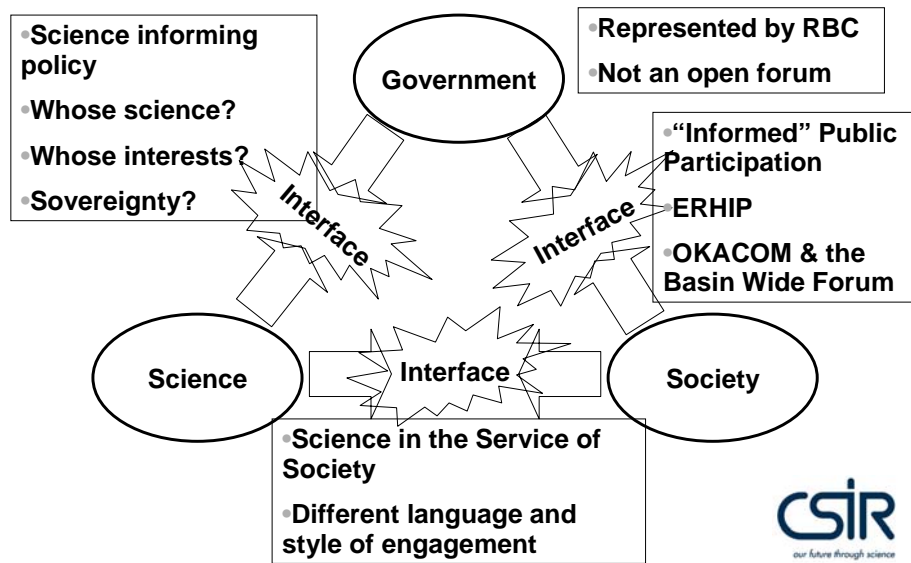 •Science informing
policy
•Whose science?
•Whose interests?
•Sovereignty?
Government
•Represented by RBC
•Not an open forum
•“Informed” Public
Participation
•ERHIP
•OKACOM & the
Basin Wide Forum
Interface
Interface
Science
Interface
Society
•Science in the Service of
Society
•Different language and
style of engagement
CSIR
our future through science